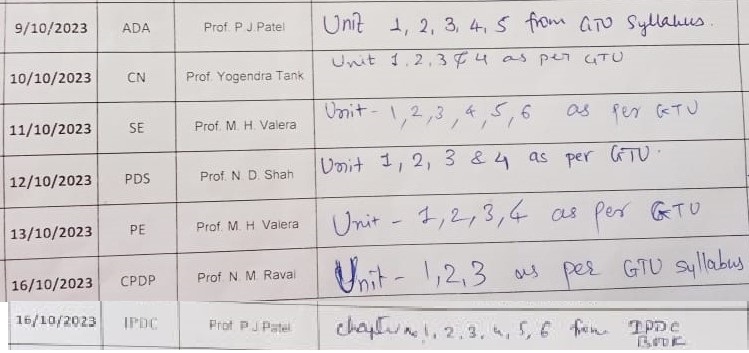 9/10/2023 ADA Prof. P J.Patel Unit 1, 2, 3, 4, 5 from GTU Syllabus.
10/10/2023 CN Prof. Yogendra Tank Unit 1, 2, 3 & 4 as per GTU
11/10/2023 SE Prof. M. H. Valera Unit - 1, 2, 3, 4, 5, 6 as per GTU
12/10/2023 PDS Prof. N. D. Shah Unit 1, 2, 3 & 4 as per GTU.
13/10/2023 PE Prof. M. H Valera Unit - 1, 2, 3, 4 as per GTU
16/10/2023 CPDP Prof. N. M. Raval Unit - 1, 2, 3 as per GTU syllabus
16/10/2023 IPDC Prof. P J Patel 1, 2, 3, 4, 5, 6 from IPDC
BOOK